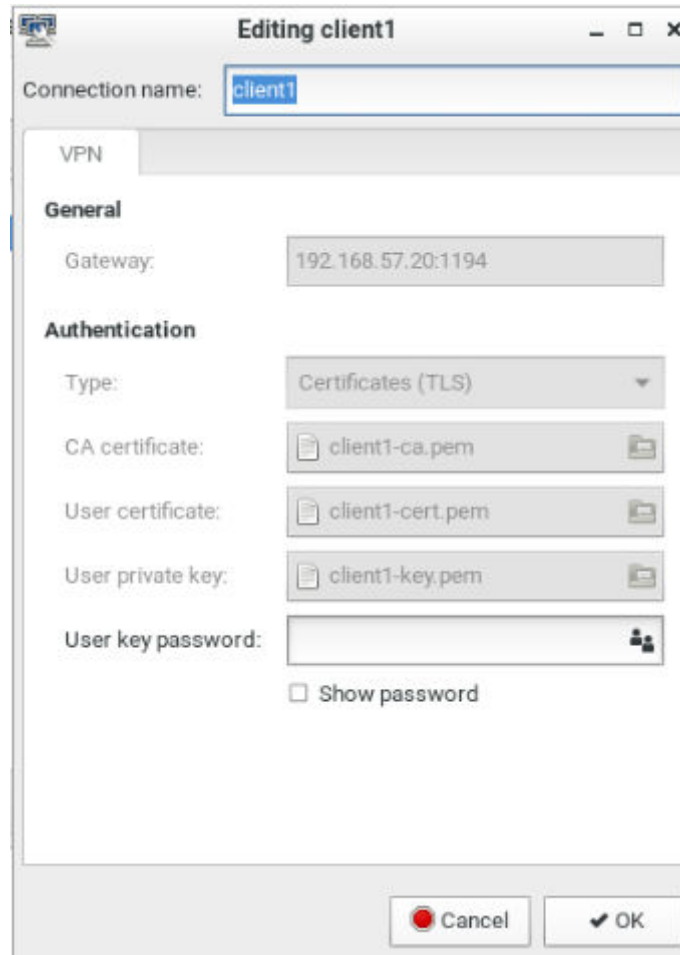 Editing client1
Connection name: client1
VPN
General
Gateway: 192.168.57.20:1194
Authentication
Type: Certificates (TLS)
CA certificate: client1-ca.pem
User certificate: client1-cert.pem
User private key: client1-key.pem
User key password:
Show password
Cancel OK